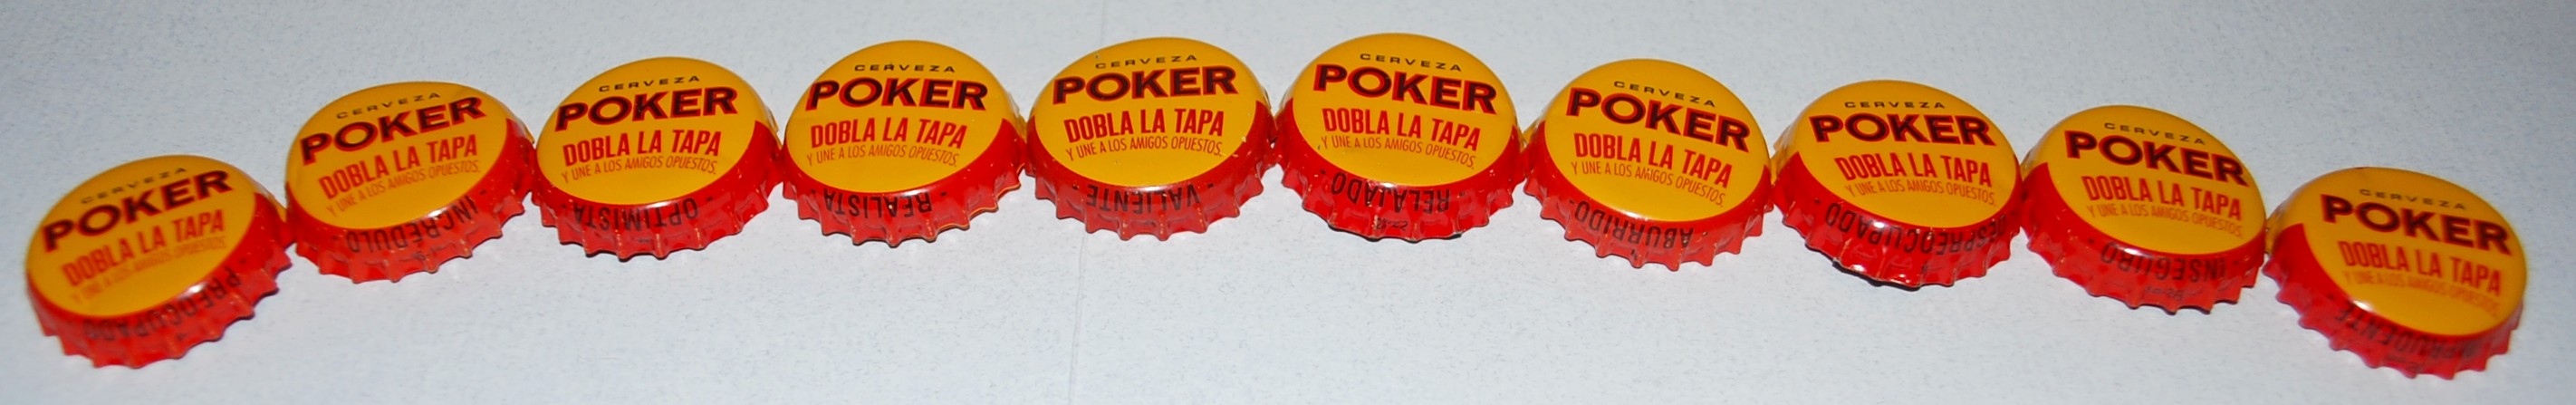 CERVEZA
POKER
DOBLA LA TAPA
Y UNE A LOS AMIGOS OPUESTOS.
PREOCUPADO
CERVEZA
POKER
DOBLA LA TAPA
Y UNE A LOS AMIGOS OPUESTOS.
INCRÉDULO
CERVEZA
POKER
DOBLA LA TAPA
Y UNE A LOS AMIGOS OPUESTOS.
- OPTIMISTA -
CERVEZA
POKER
DOBLA LA TAPA
Y UNE A LOS AMIGOS OPUESTOS.
- REALISTA -
CERVEZA
POKER
DOBLA LA TAPA
Y UNE A LOS AMIGOS OPUESTOS.
- VALIENTE -
CERVEZA
POKER
DOBLA LA TAPA
Y UNE A LOS AMIGOS OPUESTOS.
- RELAJADO -
CERVEZA
POKER
DOBLA LA TAPA
Y UNE A LOS AMIGOS OPUESTOS.
ABURRIDO -
CERVEZA
POKER
DOBLA LA TAPA
Y UNE A LOS AMIGOS OPUESTOS.
DESPREOCUPADO -
CERVEZA
POKER
DOBLA LA TAPA
Y UNE A LOS AMIGOS OPUESTOS.
- INSEGURO -
CERVEZA
POKER
DOBLA LA TAPA
Y UNE A LOS AMIGOS OPUESTOS.